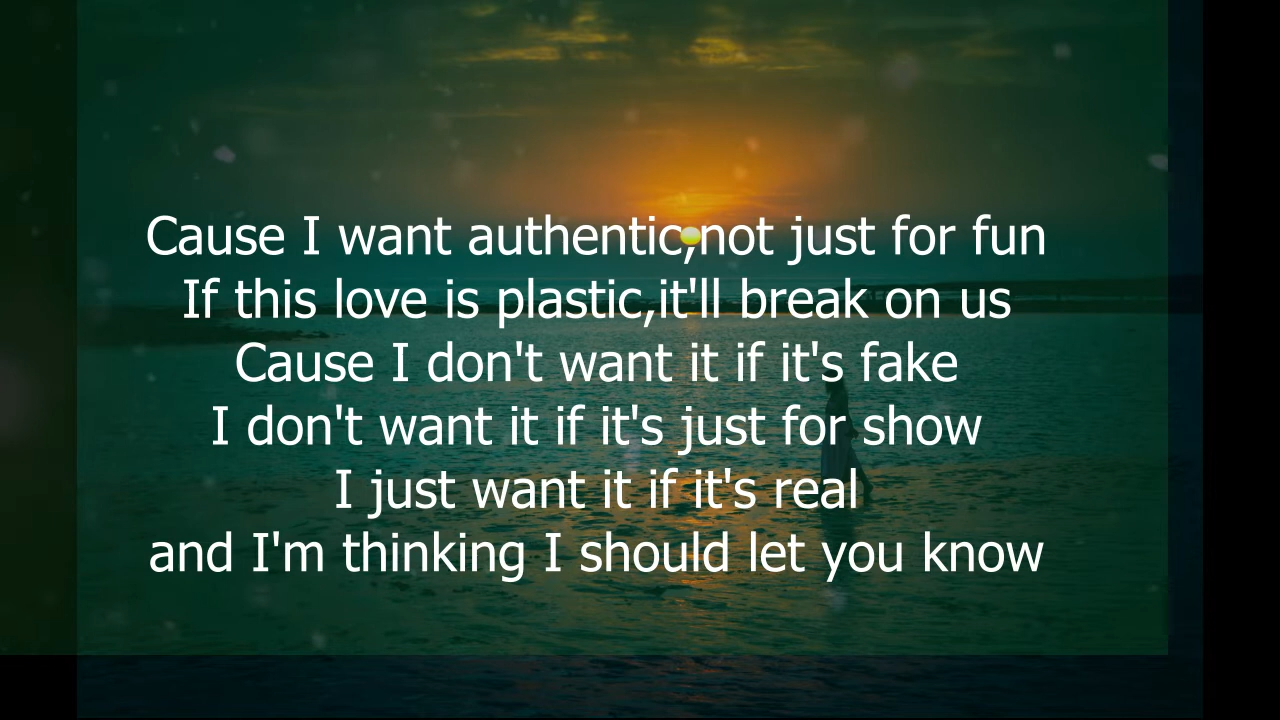 Cause I want authentic,not just for fun
If this love is plastic,it'll break on us
Cause I don't want it if it's fake
I don't want it if it's just for show
I just want it if it's real
and I'm thinking I should let you know